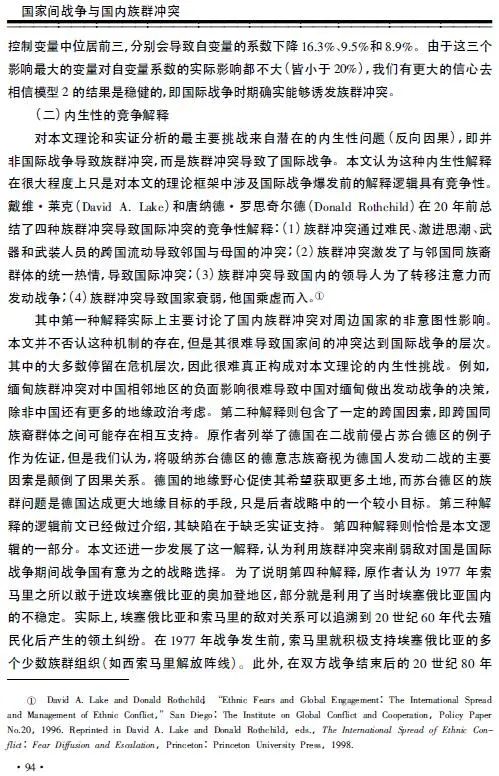 国家间战争与国内族群冲突
控制变量中位居前三,分别会导致自变量的系数下降 16.3%、9.5%和 8.9%。由于这三个
影响最大的变量对自变量系数的实际影响都不大(皆小于 20%),我们有更大的信心去
相信模型 2 的结果是稳健的,即国际战争时期确实能够诱发族群冲突。
(二)内生性的竞争解释
对本文理论和实证分析的最主要挑战来自潜在的内生性问题(反向因果),即并
非国际战争导致族群冲突,而是族群冲突导致了国际战争。本文认为这种内生性解释
在很大程度上只是对本文的理论框架中涉及国际战争爆发前的解释逻辑具有竞争性。
戴维·莱克(David A. Lake)和唐纳德·罗思奇尔德(Donald Rothchild)在 20 年前总
结了四种族群冲突导致国际冲突的竞争性解释:(1)族群冲突通过难民、激进思潮、武
器和武装人员的跨国流动导致邻国与母国的冲突;(2)族群冲突激发了与邻国同族裔
群体的统一热情,导致国际冲突;(3)族群冲突导致国内的领导人为了转移注意力而
发动战争;(4)族群冲突导致国家衰弱,他国乘虚而入。①
其中第一种解释实际上主要讨论了国内族群冲突对周边国家的非意图性影响。
本文并不否认这种机制的存在,但是其很难导致国家间的冲突达到国际战争的层次。
其中的大多数停留在危机层次,因此很难真正构成对本文理论的内生性挑战。例如,
缅甸族群冲突对中国相邻地区的负面影响很难导致中国对缅甸做出发动战争的决策,
除非中国还有更多的地缘政治考虑。第二种解释则包含了一定的跨国因素,即跨国同
族裔群体之间可能存在相互支持。原作者列举了德国在二战前侵占苏台德区的例子
作为佐证,但是我们认为,将吸纳苏台德区的德意志族裔视为德国人发动二战的主要
因素是颠倒了因果关系。德国的地缘野心促使其希望获取更多土地,而苏台德区的族
群问题是德国达成更大地缘目标的手段,只是后者战略中的一个较小目标。第三种解
释的逻辑前文已经做过介绍,其缺陷在于缺乏实证支持。第四种解释则恰恰是本文逻
辑的一部分。本文还进一步发展了这一解释,认为利用族群冲突来削弱敌对国是国际
战争期间战争国有意为之的战略选择。为了说明第四种解释,原作者认为 1977 年索
马里之所以敢于进攻埃塞俄比亚的奥加登地区,部分就是利用了当时埃塞俄比亚国内
的不稳定。实际上,埃塞俄比亚和索马里的敌对关系可以追溯到 20 世纪 60 年代去殖
民化后产生的领土纠纷。在 1977 年战争发生前,索马里就积极支持埃塞俄比亚的多
个少数族群组织(如西索马里解放阵线)。此外,在双方战争结束后的 20 世纪 80 年
① David A. Lake and Donald Rothchild, “Ethnic Fears and Global Engagement: The International Spread
and Management of Ethnic Conflict,” San Diego: The Institute on Global Conflict and Cooperation, Policy Paper
No.20, 1996. Reprinted in David A. Lake and Donald Rothchild, eds., The International Spread of Ethnic Con-
flict: Fear Diffusion and Escalation, Princeton: Princeton University Press, 1998.
·94·